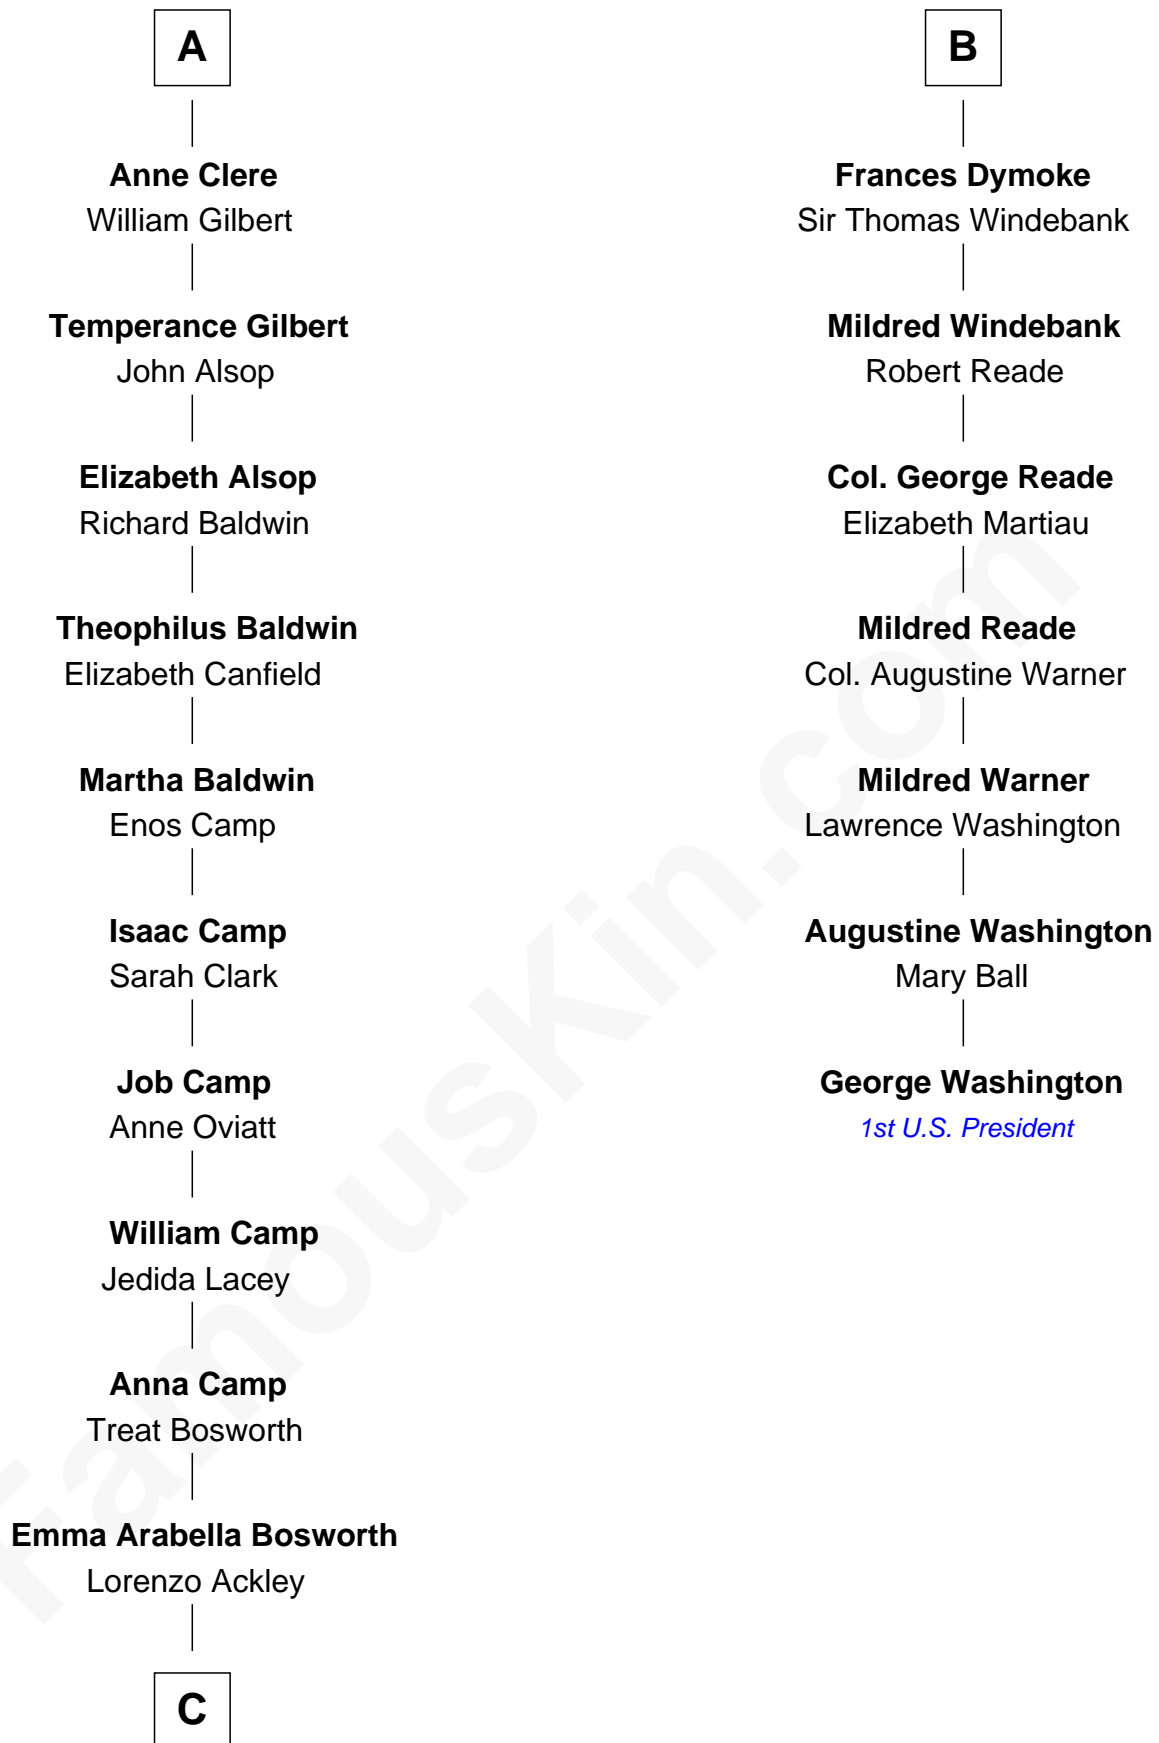 A
Anne Clere
William Gilbert
Temperance Gilbert
John Alsop
Elizabeth Alsop
Richard Baldwin
Theophilus Baldwin
Elizabeth Canfield
Martha Baldwin
Enos Camp
Isaac Camp
Sarah Clark
Job Camp
Anne Oviatt
William Camp
Jedida Lacey
Anna Camp
Treat Bosworth
Emma Arabella Bosworth
Lorenzo Ackley
C
B
Frances Dymoke
Sir Thomas Windebank
Mildred Windebank
Robert Reade
Col. George Reade
Elizabeth Martiau
Mildred Reade
Col. Augustine Warner
Mildred Warner
Lawrence Washington
Augustine Washington
Mary Ball
George Washington
1st U.S. President
FamousKin.com